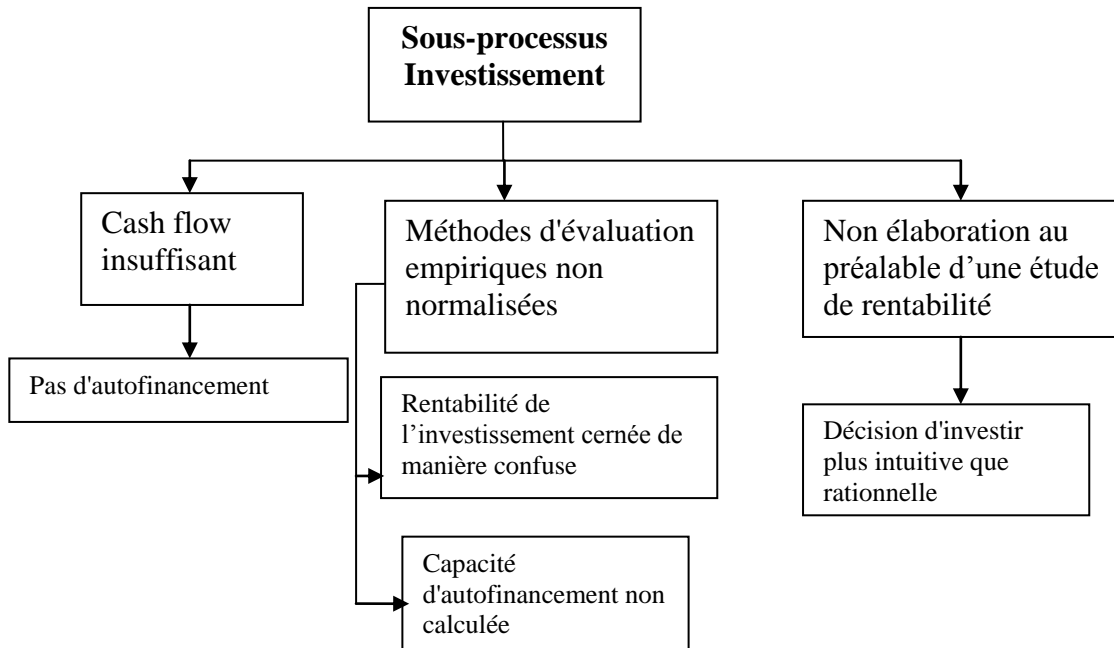 Sous-processus
Investissement
Cash flow
insuffisant
Méthodes d'évaluation
empiriques non
normalisées
Non élaboration au
préalable d’une étude
de rentabilité
Pas d'autofinancement
Rentabilité de
l’investissement cernée de
manière confuse
Décision d'investir
plus intuitive que
rationnelle
Capacité
d'autofinancement non
calculée